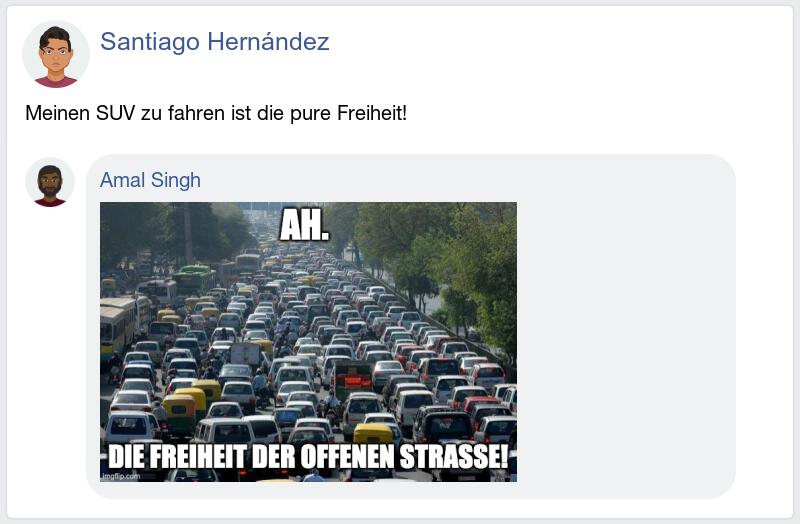 Santiago Hernández
Meinen SUV zu fahren ist die pure Freiheit!
Amal Singh
AH.
DIE FREIHEIT DER OFFENEN STRASSE!
imgflip.com